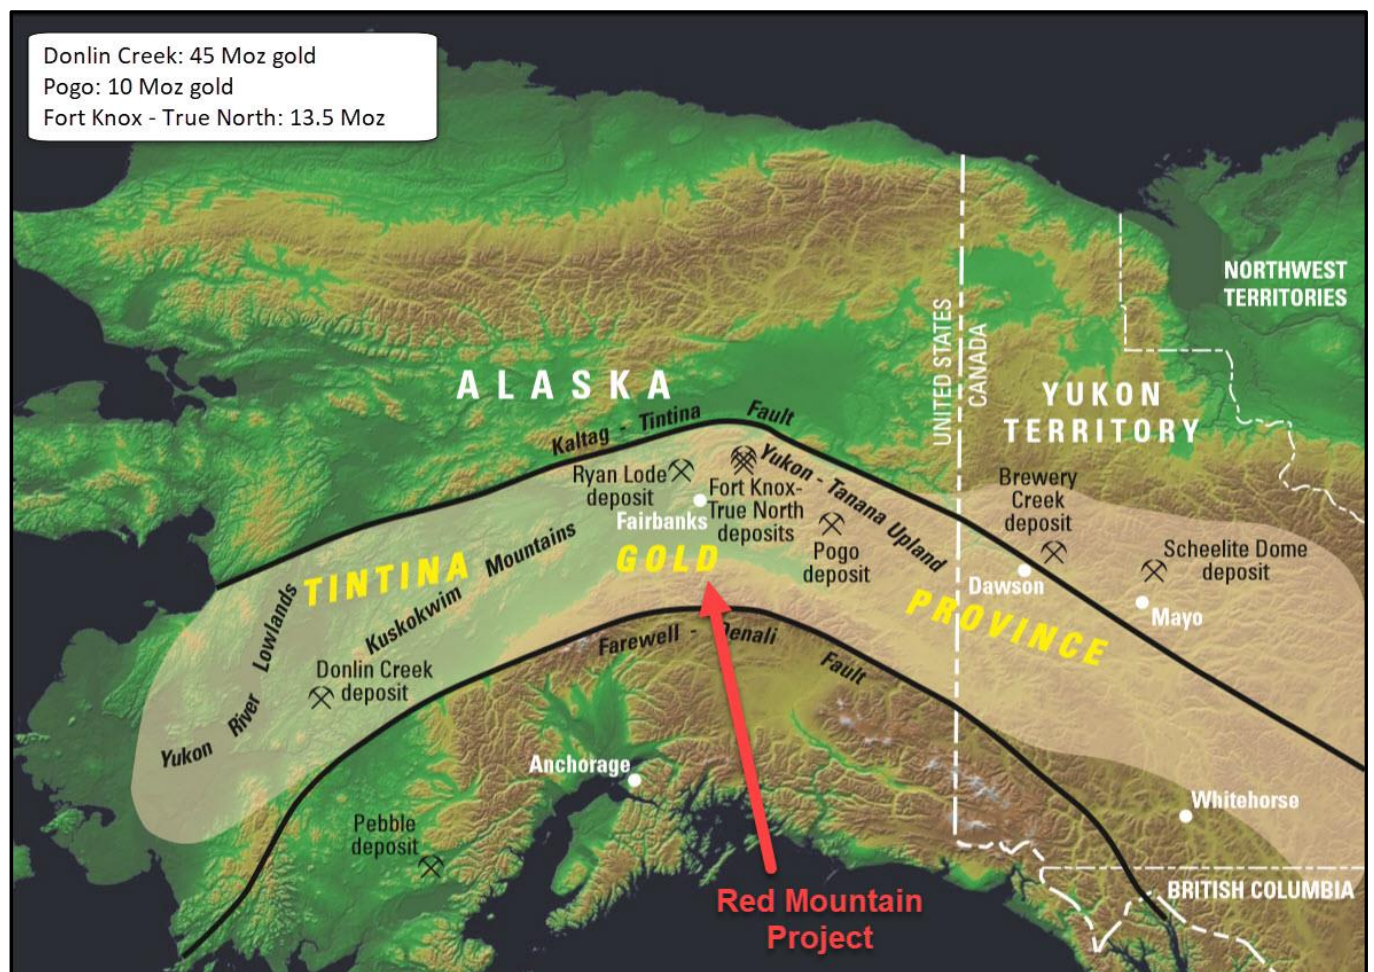 Donlin Creek: 45 Moz gold
Pogo: 10 Moz gold
Fort Knox - True North: 13.5 Moz
NORTHWEST
TERRITORIES
UNITED STATES
CANADA
ALASKA
YUKON
TERRITORY
Kaltag - Tintina Fault
Ryan Lode
deposit
Fort Knox-
True North
deposits
Yukon - Tanana Upland
Brewery
Creek
deposit
Fairbanks
Pogo
deposit
Scheelite Dome
deposit
TINTINA
GOLD
PROVINCE
Kuskokwim Mountains
Dawson
Mayo
Yukon River Lowlands
Donlin Creek
deposit
Farewell - Denali Fault
Anchorage
Whitehorse
Pebble
deposit
BRITISH COLUMBIA
Red Mountain
Project